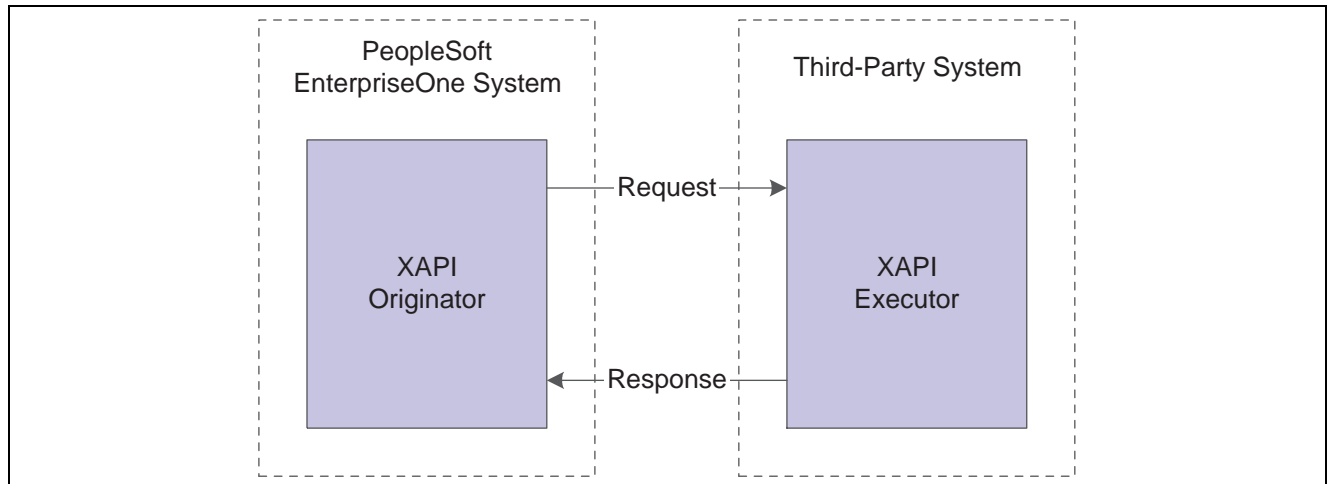 PeopleSoft
EnterpriseOne System
Third-Party System
Request
XAPI
Originator
XAPI
Executor
Response